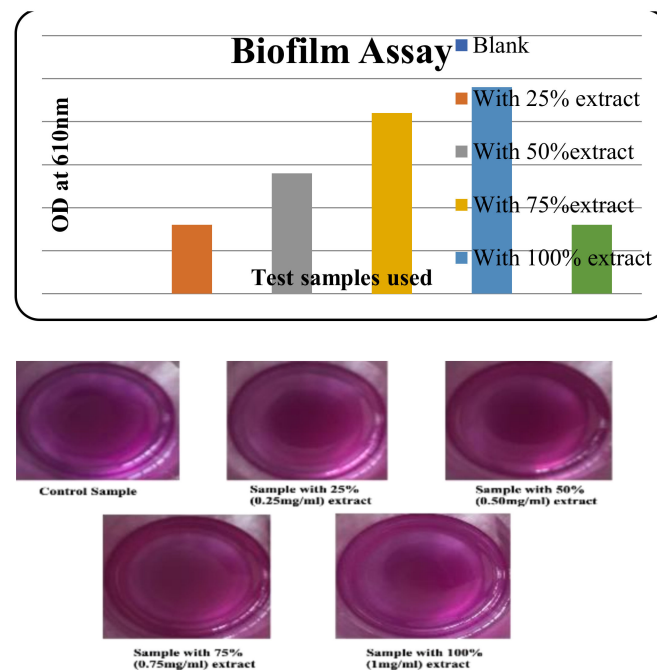 Biofilm Assay
Blank
With 25% extract
With 50%extract
With 75%extract
With 100% extract
OD at 610nm
Test samples used
Control Sample
Sample with 25%
(0.25mg/ml) extract
Sample with 50%
(0.50mg/ml) extract
Sample with 75%
(0.75mg/ml) extract
Sample with 100%
(1mg/ml) extract